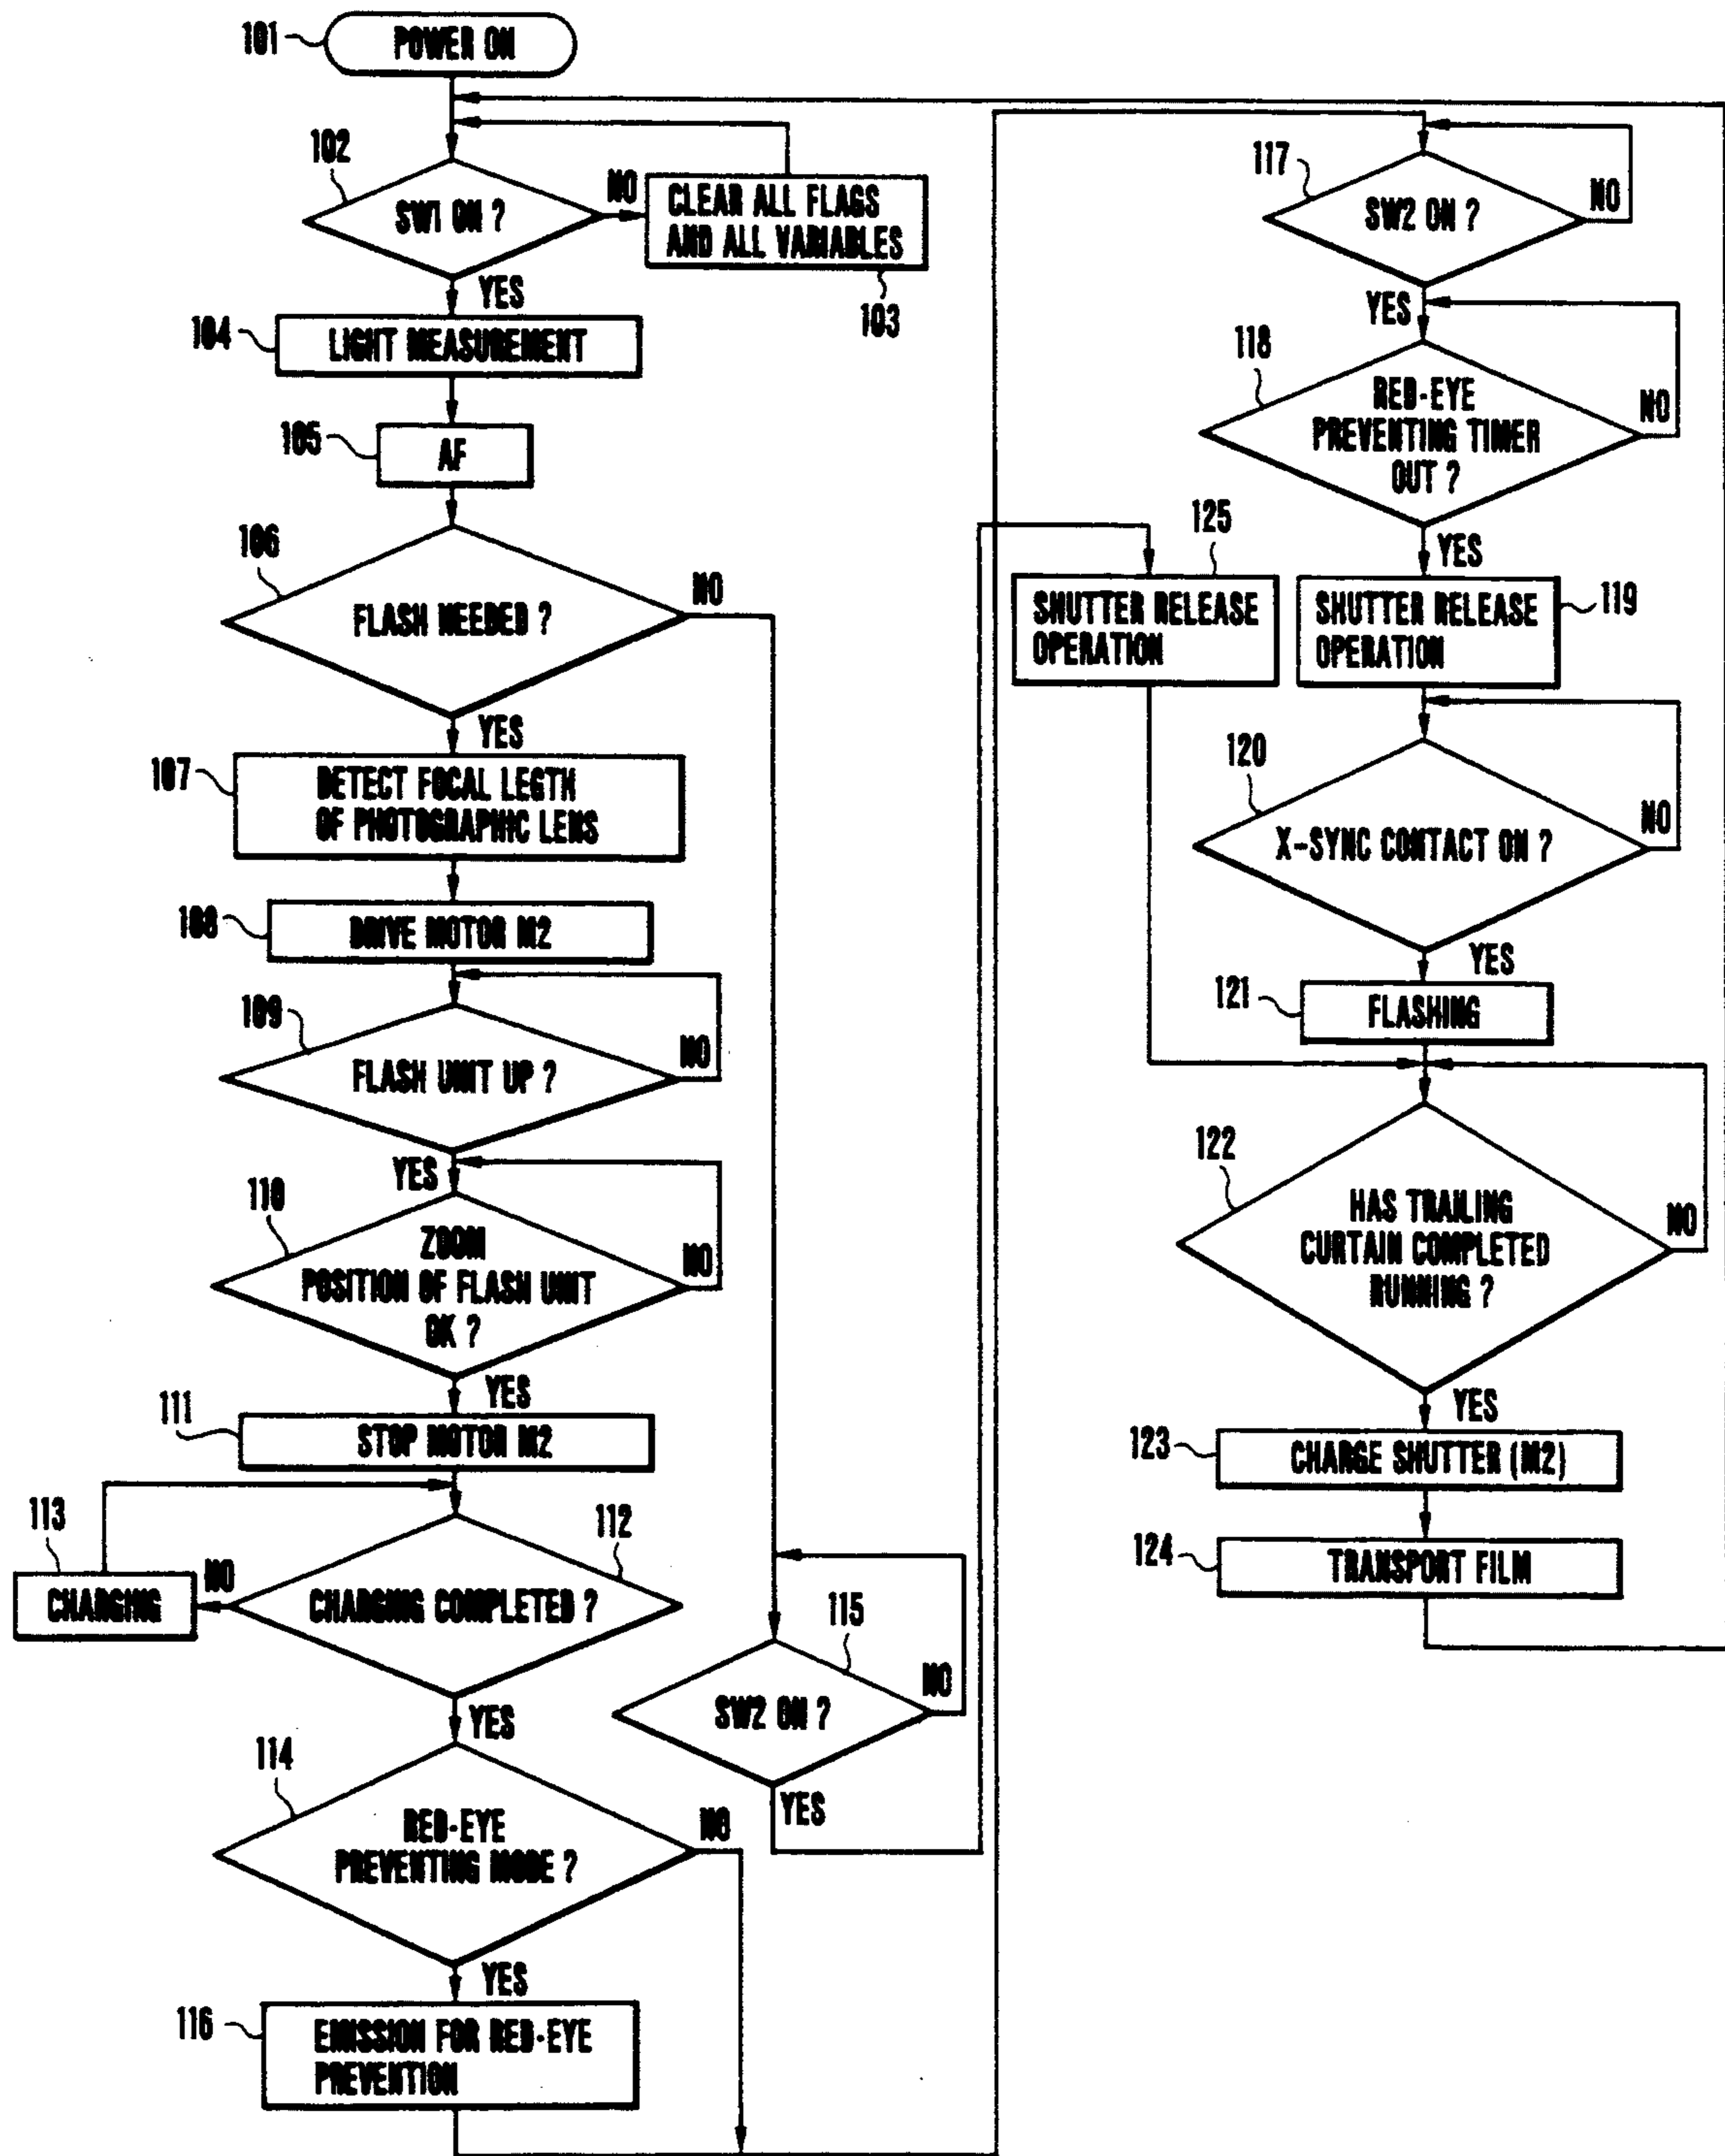 101
POWER ON
102
SW1 ON ?
NO
CLEAR ALL FLAGS
AND ALL VARIABLES
103
YES
104
LIGHT MEASUREMENT
105
AF
106
FLASH NEEDED ?
NO
YES
107
DETECT FOCAL LEGTH
OF PHOTOGRAPHIC LENS
108
DRIVE MOTOR M2
109
FLASH UNIT UP ?
NO
YES
110
ZOOM
POSITION OF FLASH UNIT
OK ?
NO
YES
111
STOP MOTOR M2
113
CHARGING
NO
112
CHARGING COMPLETED ?
YES
114
RED-EYE
PREVENTING MODE ?
NO
YES
116
EMISSION FOR RED-EYE
PREVENTION
115
SW2 ON ?
NO
YES
117
SW2 ON ?
NO
YES
118
RED-EYE
PREVENTING TIMER
OUT ?
NO
YES
125
SHUTTER RELEASE
OPERATION
SHUTTER RELEASE
OPERATION
119
120
X-SYNC CONTACT ON ?
NO
YES
121
FLASHING
122
HAS TRAILING
CURTAIN COMPLETED
RUNNING ?
NO
YES
123
CHARGE SHUTTER (M2)
124
TRANSPORT FILM